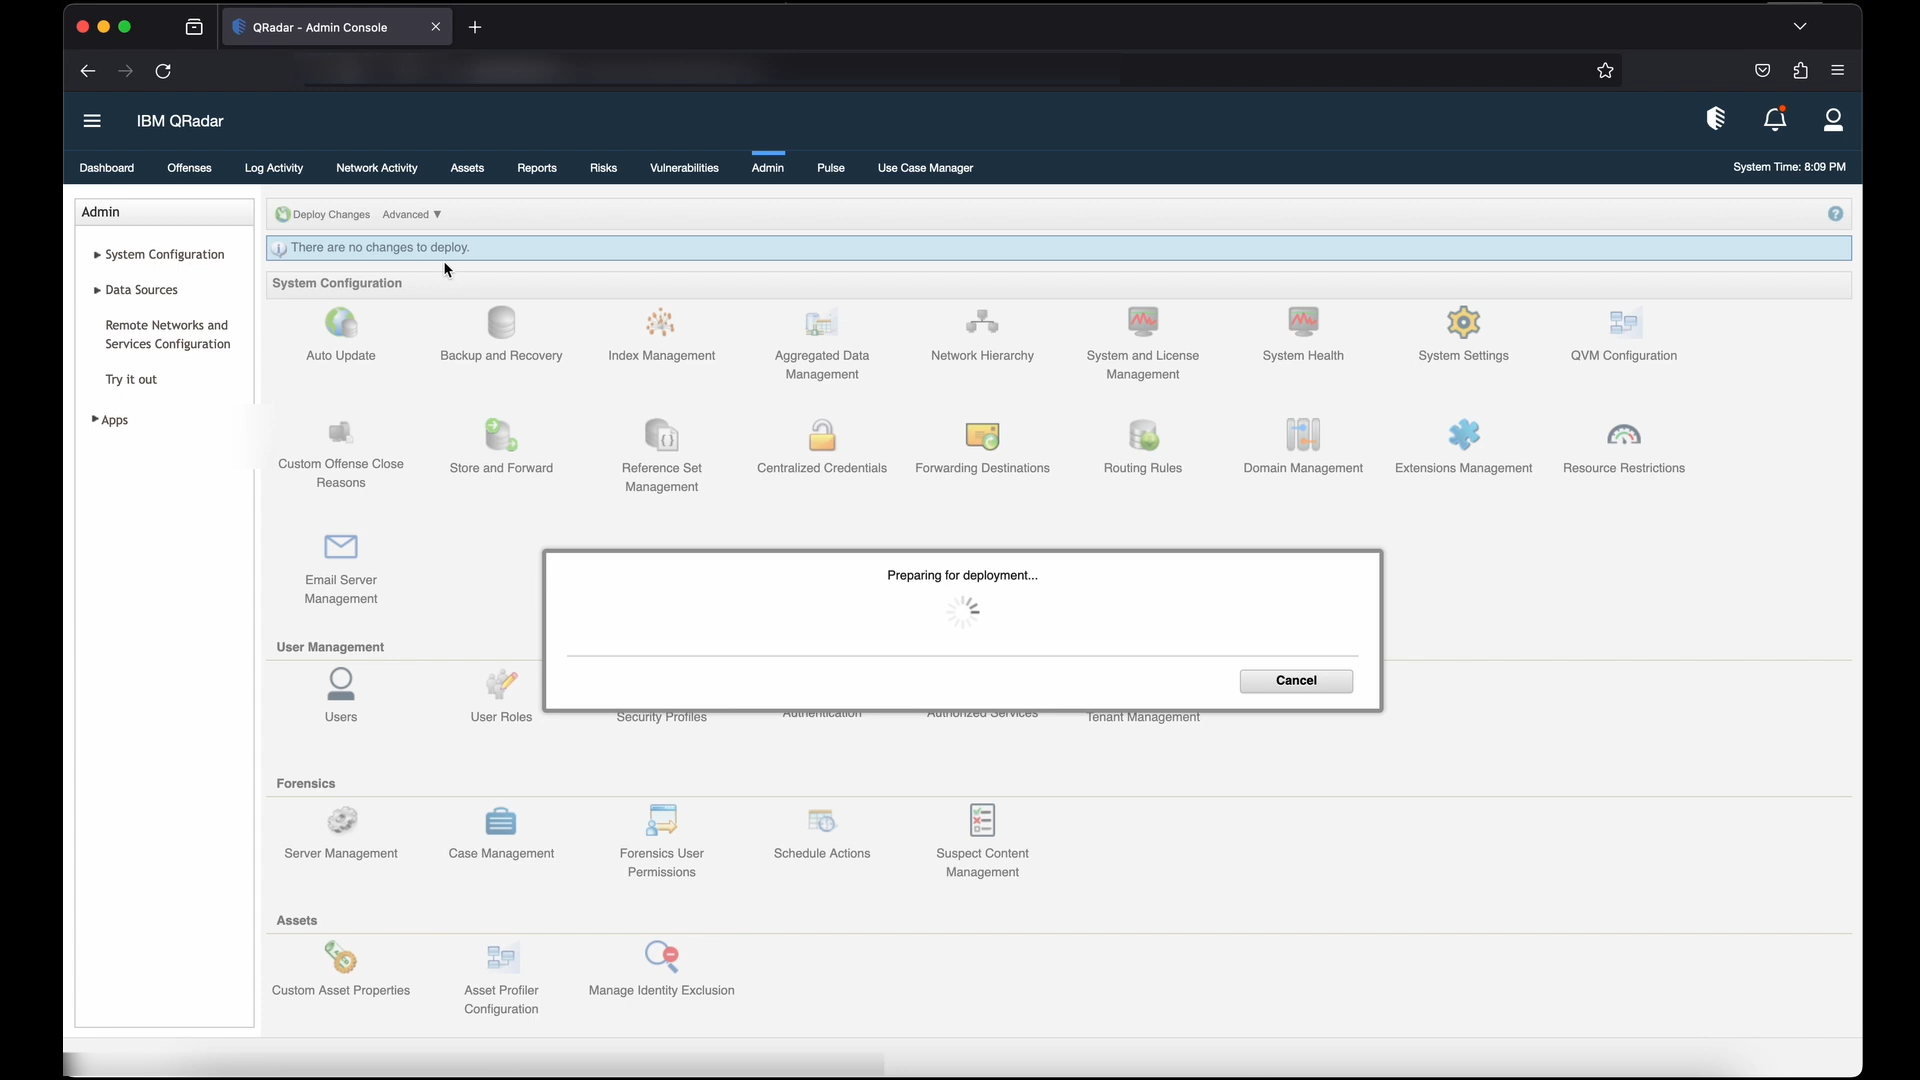 QRadar - Admin Console
IBM QRadar
Dashboard Offenses Log Activity Network Activity Assets Reports Risks Vulnerabilities Admin Pulse Use Case Manager System Time: 8:09 PM
Admin
System Configuration
Data Sources
Remote Networks and
Services Configuration
Try it out
Apps
Deploy Changes Advanced
There are no changes to deploy.
System Configuration
Auto Update
Backup and Recovery
Index Management
Aggregated Data
Management
Network Hierarchy
System and License
Management
System Health
System Settings
QVM Configuration
Custom Offense Close
Reasons
Store and Forward
Reference Set
Management
Centralized Credentials
Forwarding Destinations
Routing Rules
Domain Management
Extensions Management
Resource Restrictions
Email Server
Management
Preparing for deployment...
Cancel
User Management
Users
User Roles
Security Profiles
Authentication
Authorized Services
Tenant Management
Forensics
Server Management
Case Management
Forensics User
Permissions
Schedule Actions
Suspect Content
Management
Assets
Custom Asset Properties
Asset Profiler
Configuration
Manage Identity Exclusion